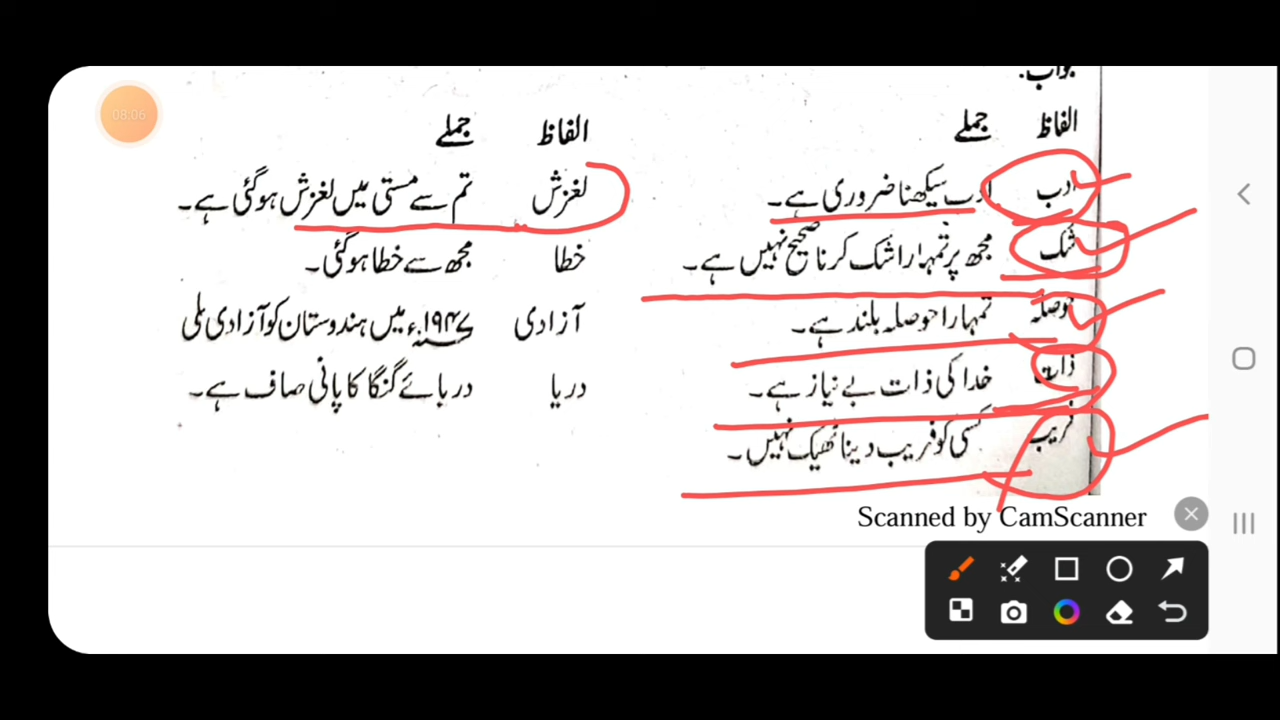 جواب:
الفاظ جملے
ادب ادب سیکھنا ضروری ہے۔
شک مجھ پر تمہارا شک کرنا صحیح نہیں ہے۔
حوصلہ تمہارا حوصلہ بلند ہے۔
ذات خدا کی ذات بے نیاز ہے۔
فریب کسی کو فریب دینا ٹھیک نہیں۔
الفاظ جملے
لغزش تم سے مستی میں لغزش ہوگئی ہے۔
خطا مجھ سے خطا ہوگئی۔
آزادی ۱۹۴۷ء میں ہندوستان کو آزادی ملی
دریا دریائے گنگا کا پانی صاف ہے۔
Scanned by CamScanner
08:06